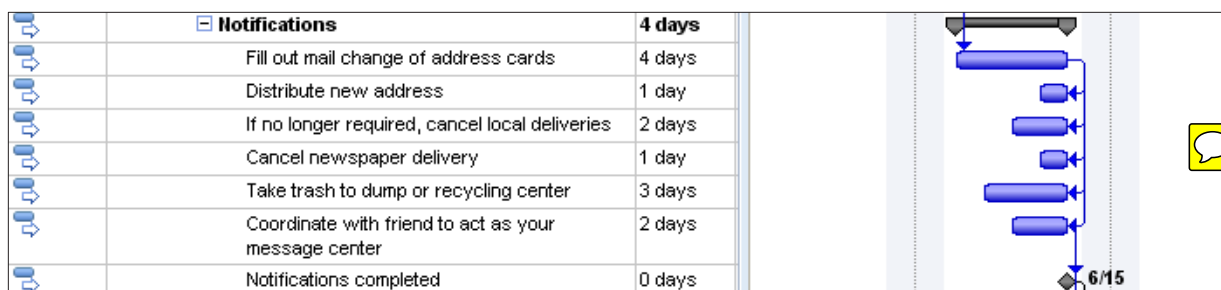 Notifications 4 days
Fill out mail change of address cards 4 days
Distribute new address 1 day
If no longer required, cancel local deliveries 2 days
Cancel newspaper delivery 1 day
Take trash to dump or recycling center 3 days
Coordinate with friend to act as your 2 days
message center
Notifications completed 0 days 6/15